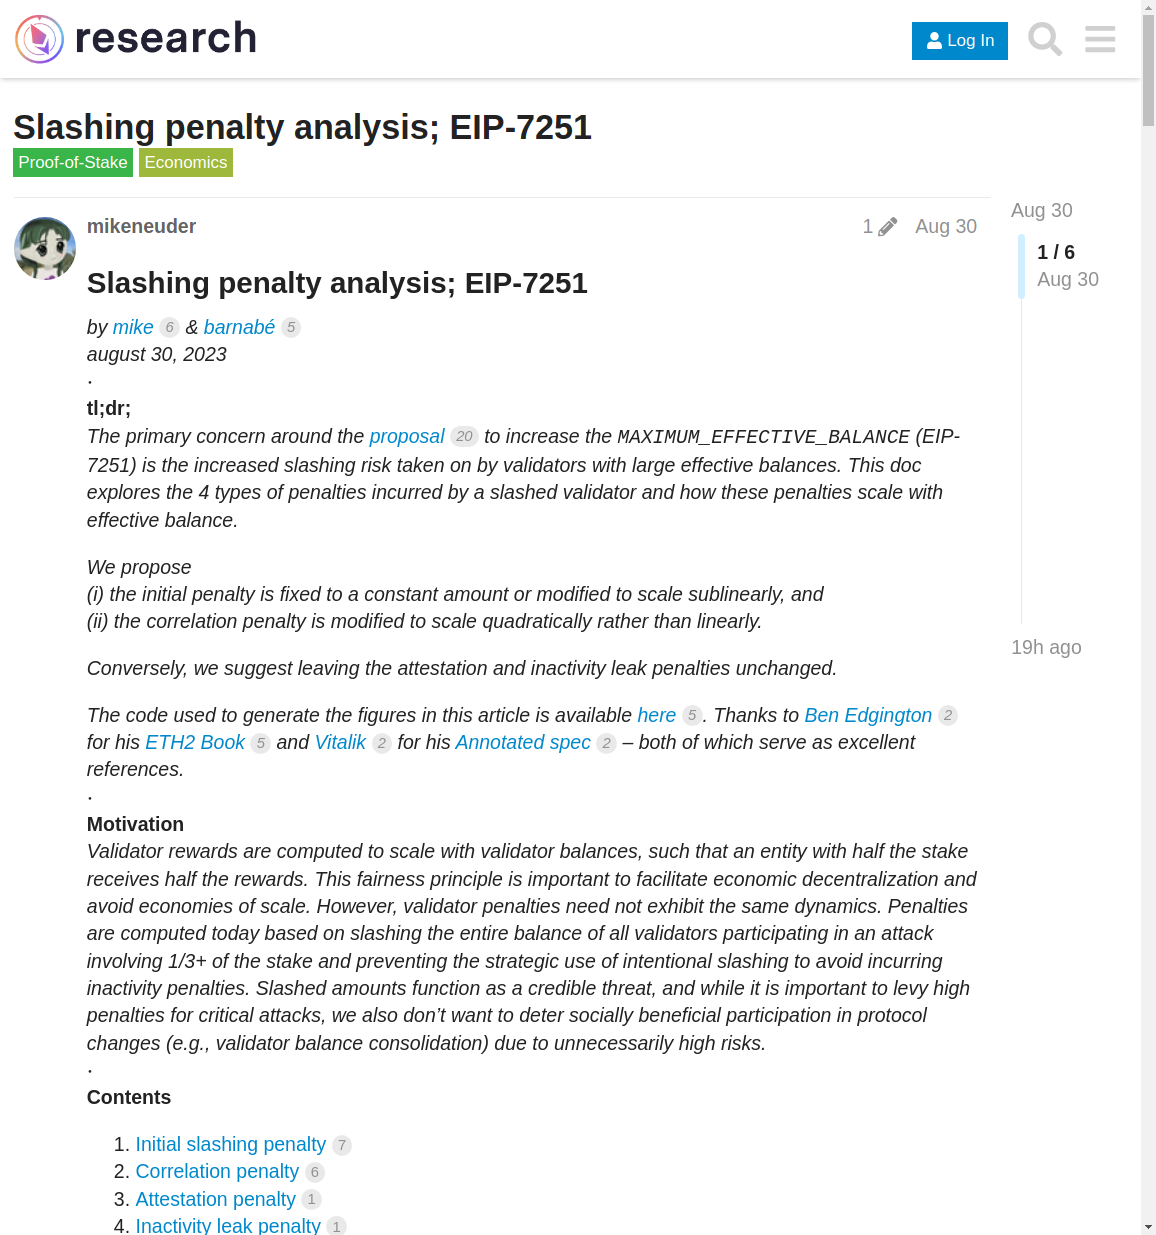 research
Log In
Slashing penalty analysis; EIP-7251
Proof-of-Stake Economics
mikeneuder 1 Aug 30
Aug 30
1 / 6
Aug 30
19h ago
Slashing penalty analysis; EIP-7251
by mike 6 & barnabé 5
august 30, 2023
·
tl;dr;
The primary concern around the proposal 20 to increase the MAXIMUM_EFFECTIVE_BALANCE (EIP-
7251) is the increased slashing risk taken on by validators with large effective balances. This doc
explores the 4 types of penalties incurred by a slashed validator and how these penalties scale with
effective balance.
We propose
(i) the initial penalty is fixed to a constant amount or modified to scale sublinearly, and
(ii) the correlation penalty is modified to scale quadratically rather than linearly.
Conversely, we suggest leaving the attestation and inactivity leak penalties unchanged.
The code used to generate the figures in this article is available here 5. Thanks to Ben Edgington 2
for his ETH2 Book 5 and Vitalik 2 for his Annotated spec 2 – both of which serve as excellent
references.
·
Motivation
Validator rewards are computed to scale with validator balances, such that an entity with half the stake
receives half the rewards. This fairness principle is important to facilitate economic decentralization and
avoid economies of scale. However, validator penalties need not exhibit the same dynamics. Penalties
are computed today based on slashing the entire balance of all validators participating in an attack
involving 1/3+ of the stake and preventing the strategic use of intentional slashing to avoid incurring
inactivity penalties. Slashed amounts function as a credible threat, and while it is important to levy high
penalties for critical attacks, we also don’t want to deter socially beneficial participation in protocol
changes (e.g., validator balance consolidation) due to unnecessarily high risks.
·
Contents
1. Initial slashing penalty 7
2. Correlation penalty 6
3. Attestation penalty 1
4. Inactivity leak penalty 1